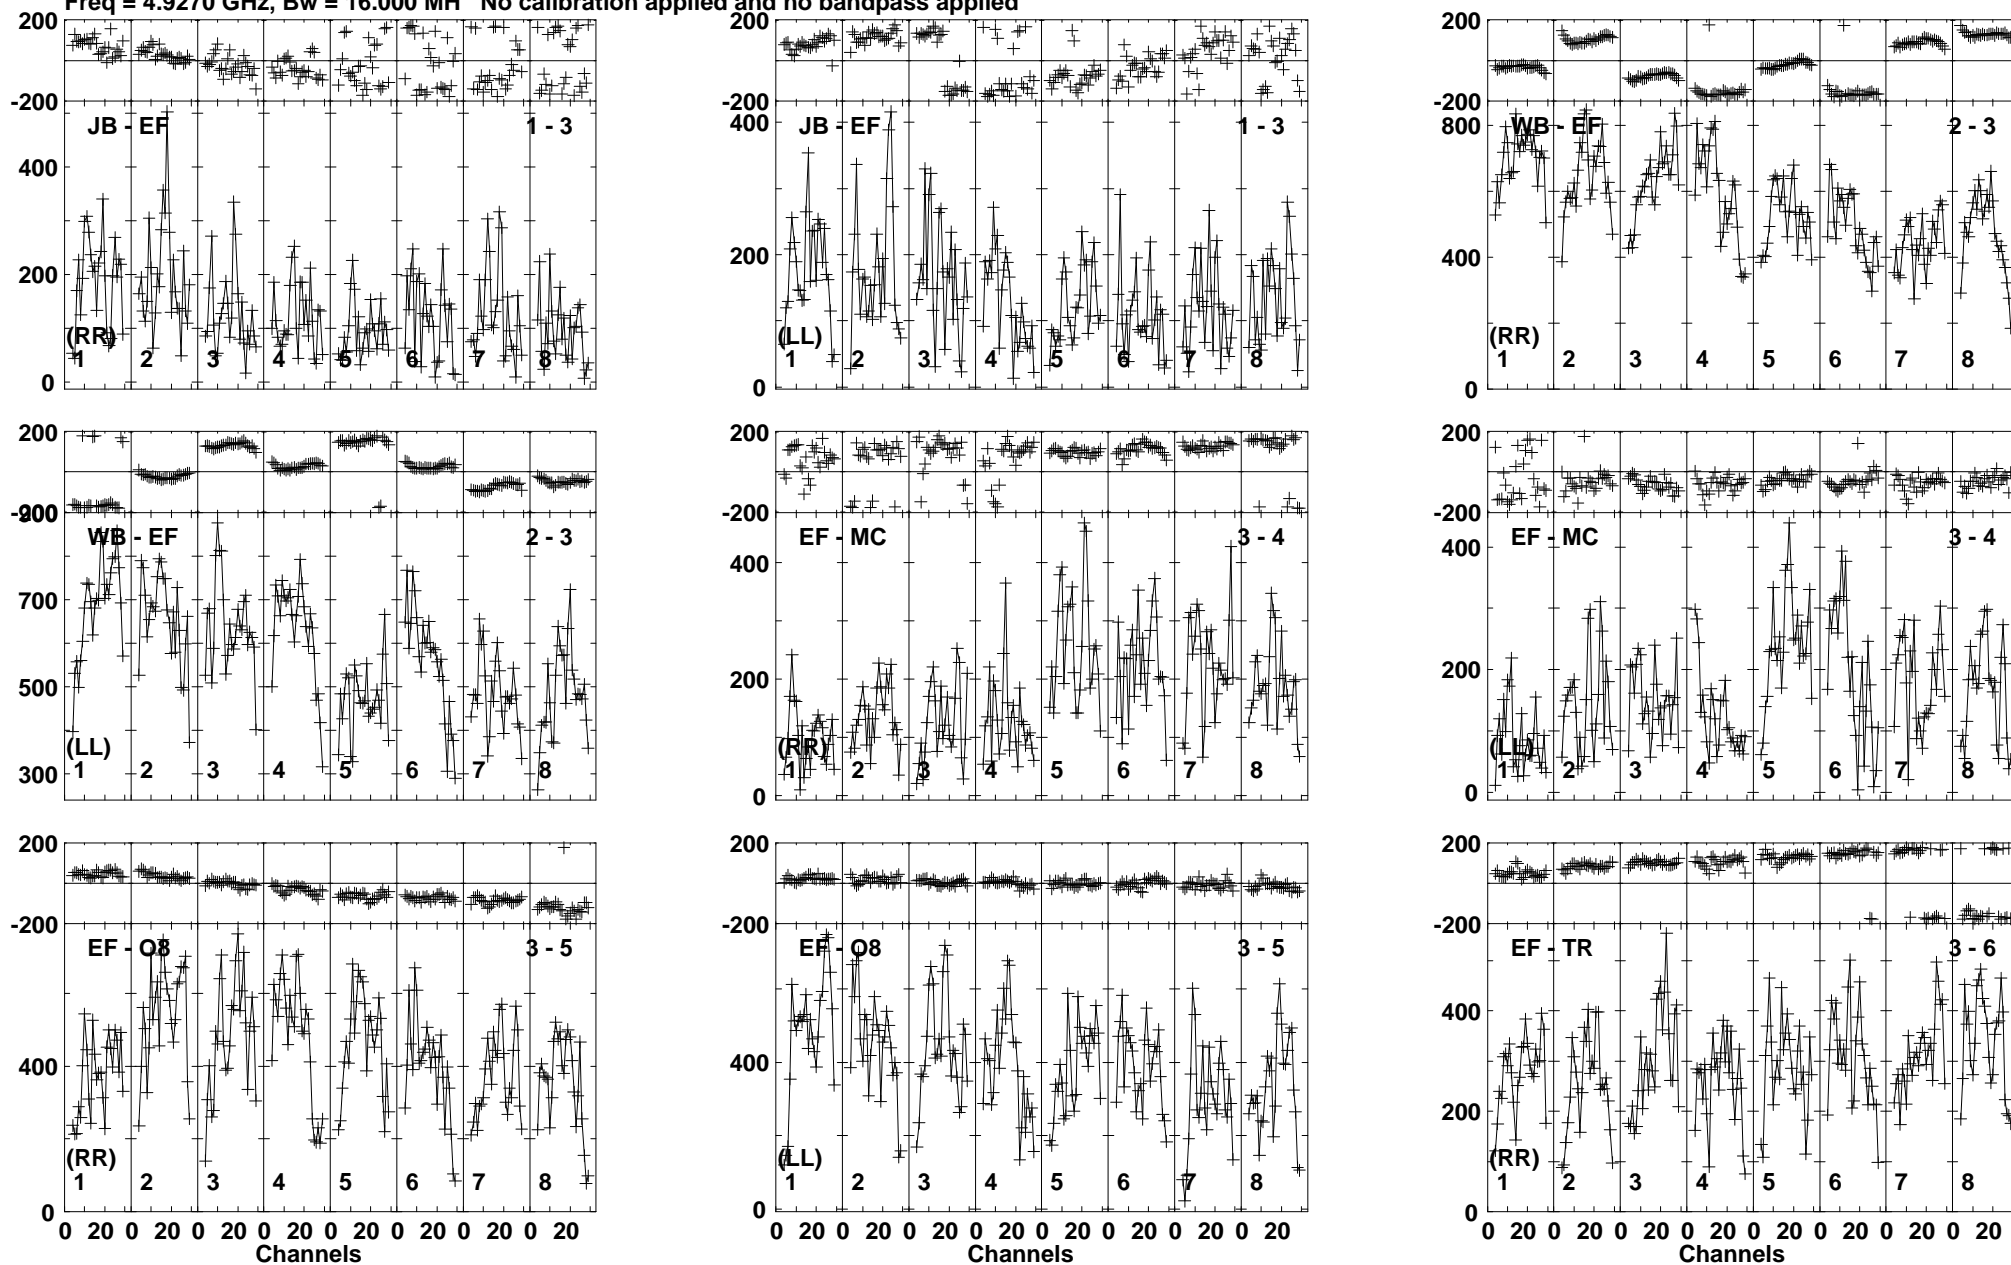 Freq = 4.9270 GHz, Bw = 16.000 MH No calibration applied and no bandpass applied
200 200 200
-200 -200 -200
JB - EF 1 - 3 JB - EF 1 - 3 WB - EF 2 - 3
400 400 800
200 200 400
(RR) (LL) (RR)
1 2 3 4 5 6 7 8 1 2 3 4 5 6 7 8 1 2 3 4 5 6 7 8
0 0 0
200 200 200
-200 -200 -200
900
WB - EF 2 - 3 EF - MC 3 - 4 EF - MC 3 - 4
700 400 400
500 200 200
(LL) (RR) (LL)
1 2 3 4 5 6 7 8 1 2 3 4 5 6 7 8 1 2 3 4 5 6 7 8
300 0 0
200 200 200
-200 -200 -200
EF - O8 3 - 5 EF - O8 3 - 5 EF - TR 3 - 6
400 400 400
200
(RR) (LL) (RR)
1 2 3 4 5 6 7 8 1 2 3 4 5 6 7 8 1 2 3 4 5 6 7 8
0 0 0
0 20 0 20 0 20 0 20 0 20 0 20 0 20 0 20 0 20 0 20 0 20 0 20 0 20 0 20 0 20 0 20 0 20 0 20 0 20 0 20 0 20 0 20 0 20 0 20
Channels Channels Channels